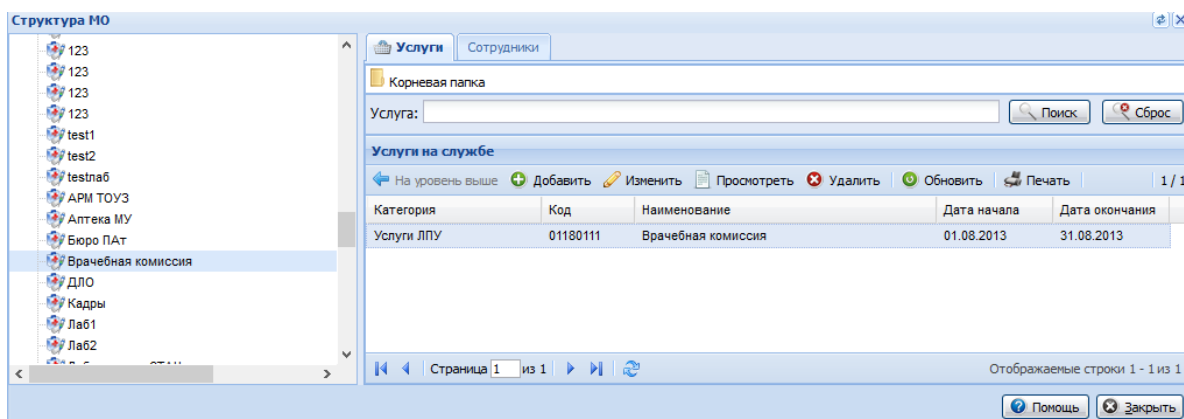 Структура МО
123
123
123
123
test1
test2
testnaб
АРМ ТОУЗ
Аптека МУ
Бюро ПАт
Врачебная комиссия
ДЛО
Кадры
Лаб1
Лаб2
Услуги Сотрудники
Корневая папка
Услуга: Поиск Сброс
Услуги на службе
На уровень выше Добавить Изменить Просмотреть Удалить Обновить Печать 1 / 1
Категория Код Наименование Дата начала Дата окончания
Услуги ЛПУ 01180111 Врачебная комиссия 01.08.2013 31.08.2013
Страница 1 из 1 Отображаемые строки 1 - 1 из 1
Помощь Закрыть